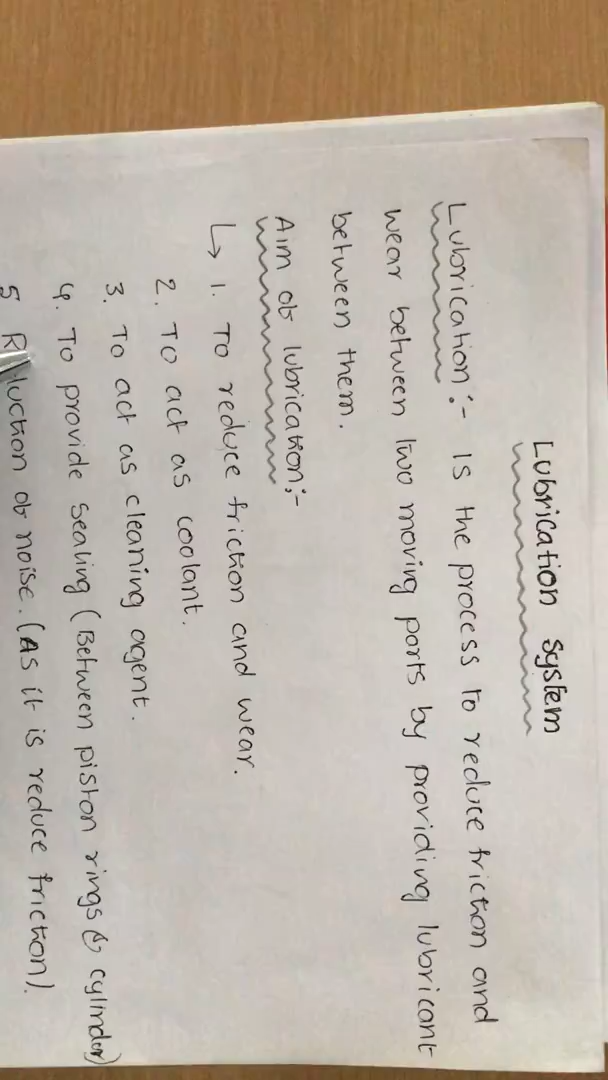 Lubrication System
Lubrication :- Is the process to reduce friction and
wear between two moving parts by providing lubricant
between them.
Aim of lubrication :-
↳ 1. To reduce friction and wear.
2. To act as coolant.
3. To act as cleaning agent.
4. To provide sealing (Between piston rings & cylinder)
5 of noise. (As it is reduce friction).